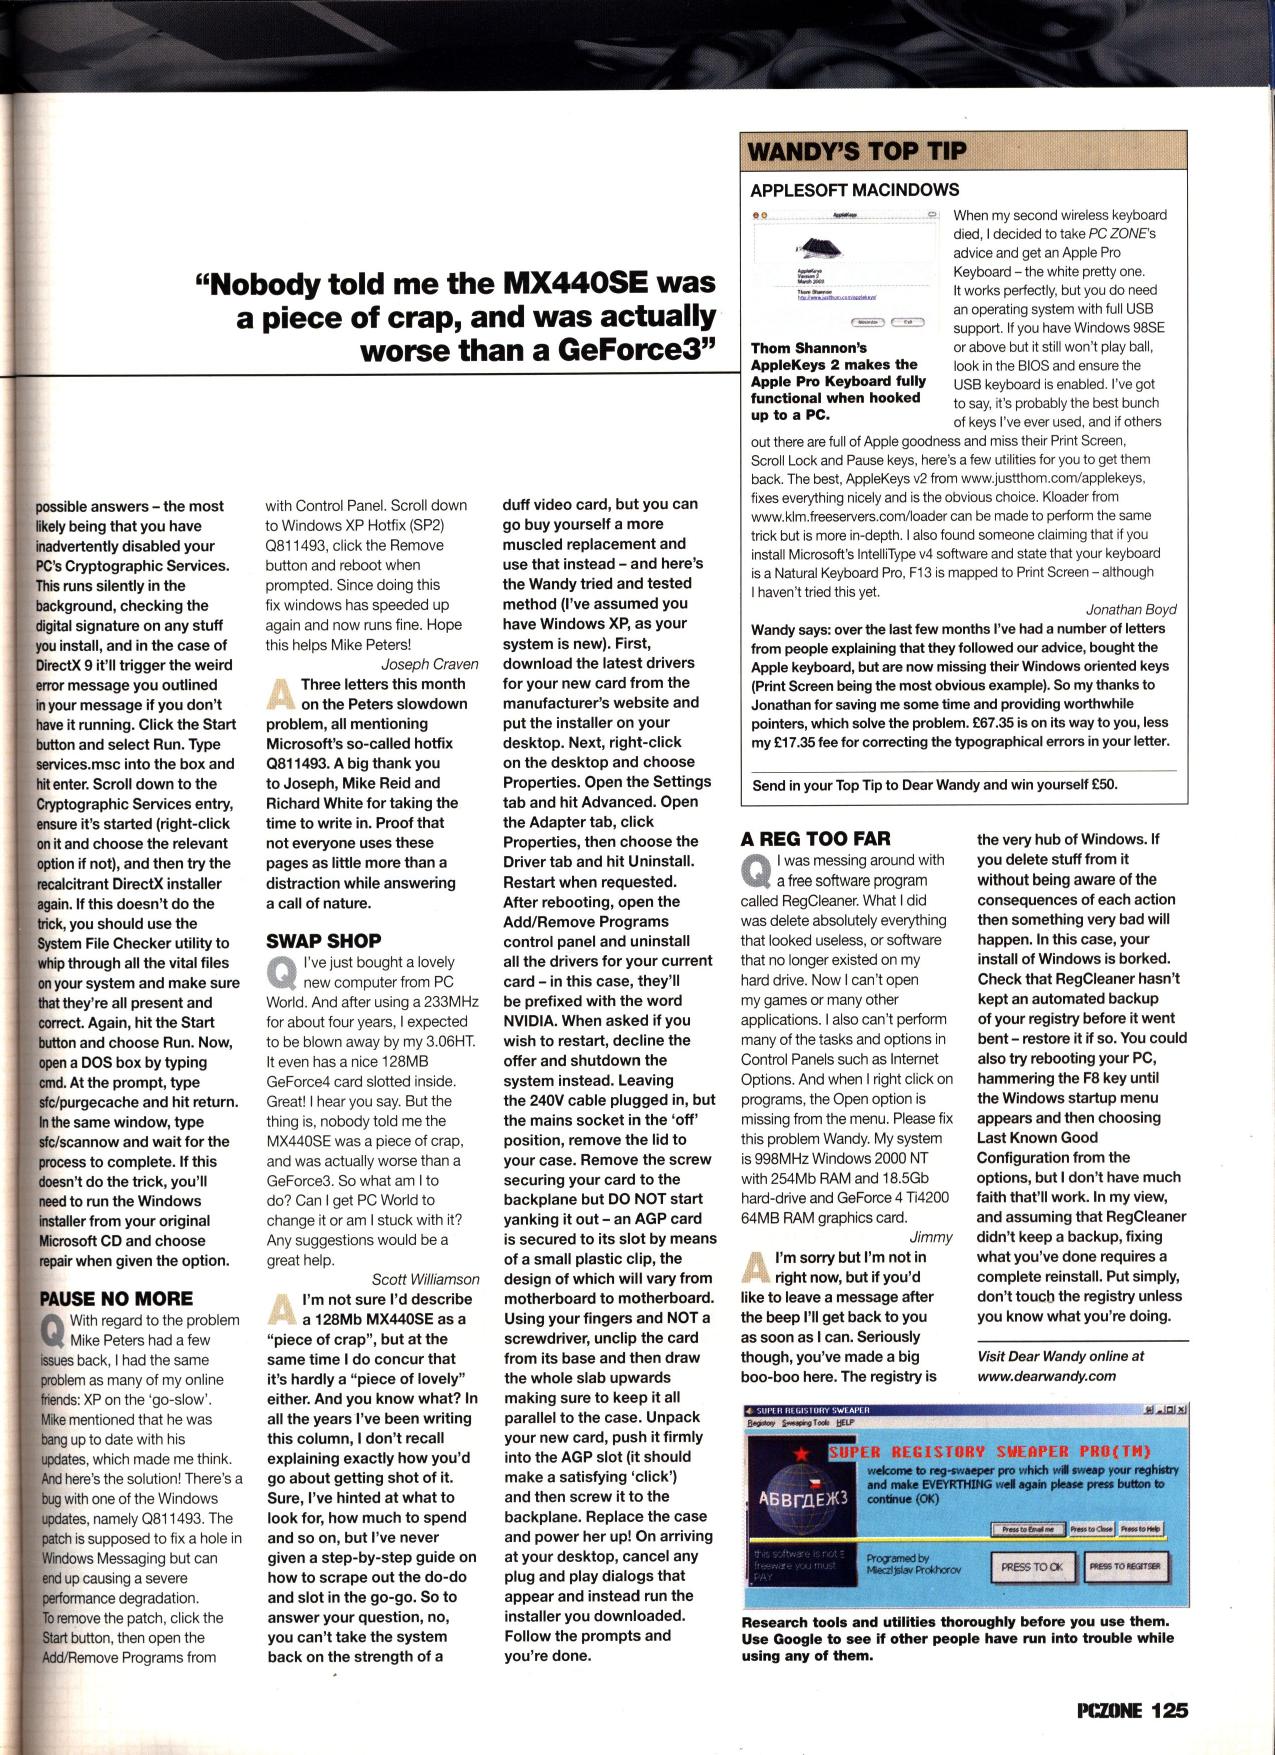 “Nobody told me the MX440SE was
a piece of crap, and was actually
worse than a GeForce3”
possible answers – the most
likely being that you have
inadvertently disabled your
PC's Cryptographic Services.
This runs silently in the
background, checking the
digital signature on any stuff
you install, and in the case of
DirectX 9 it'll trigger the weird
error message you outlined
in your message if you don't
have it running. Click the Start
button and select Run. Type
services.msc into the box and
hit enter. Scroll down to the
Cryptographic Services entry,
ensure it's started (right-click
on it and choose the relevant
option if not), and then try the
recalcitrant DirectX installer
again. If this doesn't do the
trick, you should use the
System File Checker utility to
whip through all the vital files
on your system and make sure
that they're all present and
correct. Again, hit the Start
button and choose Run. Now,
open a DOS box by typing
cmd. At the prompt, type
sfc/purgecache and hit return.
In the same window, type
sfc/scannow and wait for the
process to complete. If this
doesn't do the trick, you'll
need to run the Windows
installer from your original
Microsoft CD and choose
repair when given the option.
PAUSE NO MORE
Q With regard to the problem
Mike Peters had a few
issues back, I had the same
problem as many of my online
friends: XP on the 'go-slow'.
Mike mentioned that he was
bang up to date with his
updates, which made me think.
And here's the solution! There's a
bug with one of the Windows
updates, namely Q811493. The
patch is supposed to fix a hole in
Windows Messaging but can
end up causing a severe
performance degradation.
To remove the patch, click the
Start button, then open the
Add/Remove Programs from
with Control Panel. Scroll down
to Windows XP Hotfix (SP2)
Q811493, click the Remove
button and reboot when
prompted. Since doing this
fix windows has speeded up
again and now runs fine. Hope
this helps Mike Peters!
Joseph Craven
A Three letters this month
on the Peters slowdown
problem, all mentioning
Microsoft's so-called hotfix
Q811493. A big thank you
to Joseph, Mike Reid and
Richard White for taking the
time to write in. Proof that
not everyone uses these
pages as little more than a
distraction while answering
a call of nature.
SWAP SHOP
Q I've just bought a lovely
new computer from PC
World. And after using a 233MHz
for about four years, I expected
to be blown away by my 3.06HT.
It even has a nice 128MB
GeForce4 card slotted inside.
Great! I hear you say. But the
thing is, nobody told me the
MX440SE was a piece of crap,
and was actually worse than a
GeForce3. So what am I to
do? Can I get PC World to
change it or am I stuck with it?
Any suggestions would be a
great help.
Scott Williamson
A I'm not sure I'd describe
a 128Mb MX440SE as a
“piece of crap”, but at the
same time I do concur that
it's hardly a “piece of lovely”
either. And you know what? In
all the years I've been writing
this column, I don't recall
explaining exactly how you'd
go about getting shot of it.
Sure, I've hinted at what to
look for, how much to spend
and so on, but I've never
given a step-by-step guide on
how to scrape out the do-do
and slot in the go-go. So to
answer your question, no,
you can't take the system
back on the strength of a
duff video card, but you can
go buy yourself a more
muscled replacement and
use that instead – and here's
the Wandy tried and tested
method (I've assumed you
have Windows XP, as your
system is new). First,
download the latest drivers
for your new card from the
manufacturer's website and
put the installer on your
desktop. Next, right-click
on the desktop and choose
Properties. Open the Settings
tab and hit Advanced. Open
the Adapter tab, click
Properties, then choose the
Driver tab and hit Uninstall.
Restart when requested.
After rebooting, open the
Add/Remove Programs
control panel and uninstall
all the drivers for your current
card – in this case, they'll
be prefixed with the word
NVIDIA. When asked if you
wish to restart, decline the
offer and shutdown the
system instead. Leaving
the 240V cable plugged in, but
the mains socket in the 'off'
position, remove the lid to
your case. Remove the screw
securing your card to the
backplane but DO NOT start
yanking it out – an AGP card
is secured to its slot by means
of a small plastic clip, the
design of which will vary from
motherboard to motherboard.
Using your fingers and NOT a
screwdriver, unclip the card
from its base and then draw
the whole slab upwards
making sure to keep it all
parallel to the case. Unpack
your new card, push it firmly
into the AGP slot (it should
make a satisfying 'click')
and then screw it to the
backplane. Replace the case
and power her up! On arriving
at your desktop, cancel any
plug and play dialogs that
appear and instead run the
installer you downloaded.
Follow the prompts and
you're done.
WANDY'S TOP TIP
APPLESOFT MACINDOWS
AppleKeys
AppleKeys
Version 2
March 2003
Thom Shannon
http://www.justthom.com/applekeys/
Minimize
Exit
Thom Shannon's
AppleKeys 2 makes the
Apple Pro Keyboard fully
functional when hooked
up to a PC.
When my second wireless keyboard
died, I decided to take PC ZONE's
advice and get an Apple Pro
Keyboard – the white pretty one.
It works perfectly, but you do need
an operating system with full USB
support. If you have Windows 98SE
or above but it still won't play ball,
look in the BIOS and ensure the
USB keyboard is enabled. I've got
to say, it's probably the best bunch
of keys I've ever used, and if others
out there are full of Apple goodness and miss their Print Screen,
Scroll Lock and Pause keys, here's a few utilities for you to get them
back. The best, AppleKeys v2 from www.justthom.com/applekeys,
fixes everything nicely and is the obvious choice. Kloader from
www.klm.freeservers.com/loader can be made to perform the same
trick but is more in-depth. I also found someone claiming that if you
install Microsoft's IntelliType v4 software and state that your keyboard
is a Natural Keyboard Pro, F13 is mapped to Print Screen – although
I haven't tried this yet.
Jonathan Boyd
Wandy says: over the last few months I've had a number of letters
from people explaining that they followed our advice, bought the
Apple keyboard, but are now missing their Windows oriented keys
(Print Screen being the most obvious example). So my thanks to
Jonathan for saving me some time and providing worthwhile
pointers, which solve the problem. £67.35 is on its way to you, less
my £17.35 fee for correcting the typographical errors in your letter.
Send in your Top Tip to Dear Wandy and win yourself £50.
A REG TOO FAR
Q I was messing around with
a free software program
called RegCleaner. What I did
was delete absolutely everything
that looked useless, or software
that no longer existed on my
hard drive. Now I can't open
my games or many other
applications. I also can't perform
many of the tasks and options in
Control Panels such as Internet
Options. And when I right click on
programs, the Open option is
missing from the menu. Please fix
this problem Wandy. My system
is 998MHz Windows 2000 NT
with 254Mb RAM and 18.5Gb
hard-drive and GeForce 4 Ti4200
64MB RAM graphics card.
Jimmy
A I'm sorry but I'm not in
right now, but if you'd
like to leave a message after
the beep I'll get back to you
as soon as I can. Seriously
though, you've made a big
boo-boo here. The registry is
the very hub of Windows. If
you delete stuff from it
without being aware of the
consequences of each action
then something very bad will
happen. In this case, your
install of Windows is borked.
Check that RegCleaner hasn't
kept an automated backup
of your registry before it went
bent – restore it if so. You could
also try rebooting your PC,
hammering the F8 key until
the Windows startup menu
appears and then choosing
Last Known Good
Configuration from the
options, but I don't have much
faith that'll work. In my view,
and assuming that RegCleaner
didn't keep a backup, fixing
what you've done requires a
complete reinstall. Put simply,
don't touch the registry unless
you know what you're doing.
Visit Dear Wandy online at
www.dearwandy.com
SUPER REGISTORY SWEAPER
Registory Sweaping Tools HELP
SUPER REGISTORY SWEAPER PRO(TM)
welcome to reg-swaeper pro which will sweap your reghistry
and make EVEYRTHING well again please press button to
continue (OK)
АБВГДЕЖЗ
Press to Email me
Press to Close
Press to Help
this software is not
freeware you must
PAY
Programed by
Mieczljslav Prokhorov
PRESS TO OK
PRESS TO REGITSER
Research tools and utilities thoroughly before you use them.
Use Google to see if other people have run into trouble while
using any of them.
PCZONE 125